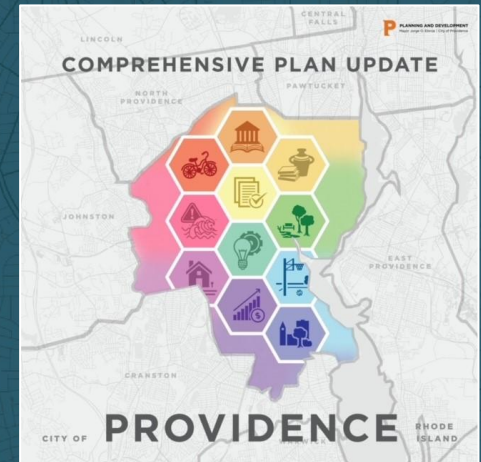 CENTRAL
FALLS
PLANNING AND DEVELOPMENT
LINCOLN
COMPREHENSIVE PLAN UPDATE
NORTH
PROVIDENCE
PAWTUCKET
JOHNSTON
EAST
PROVIDENCE
CRANSTON
CITY OF PROVIDENCE RHODE
ISLAND